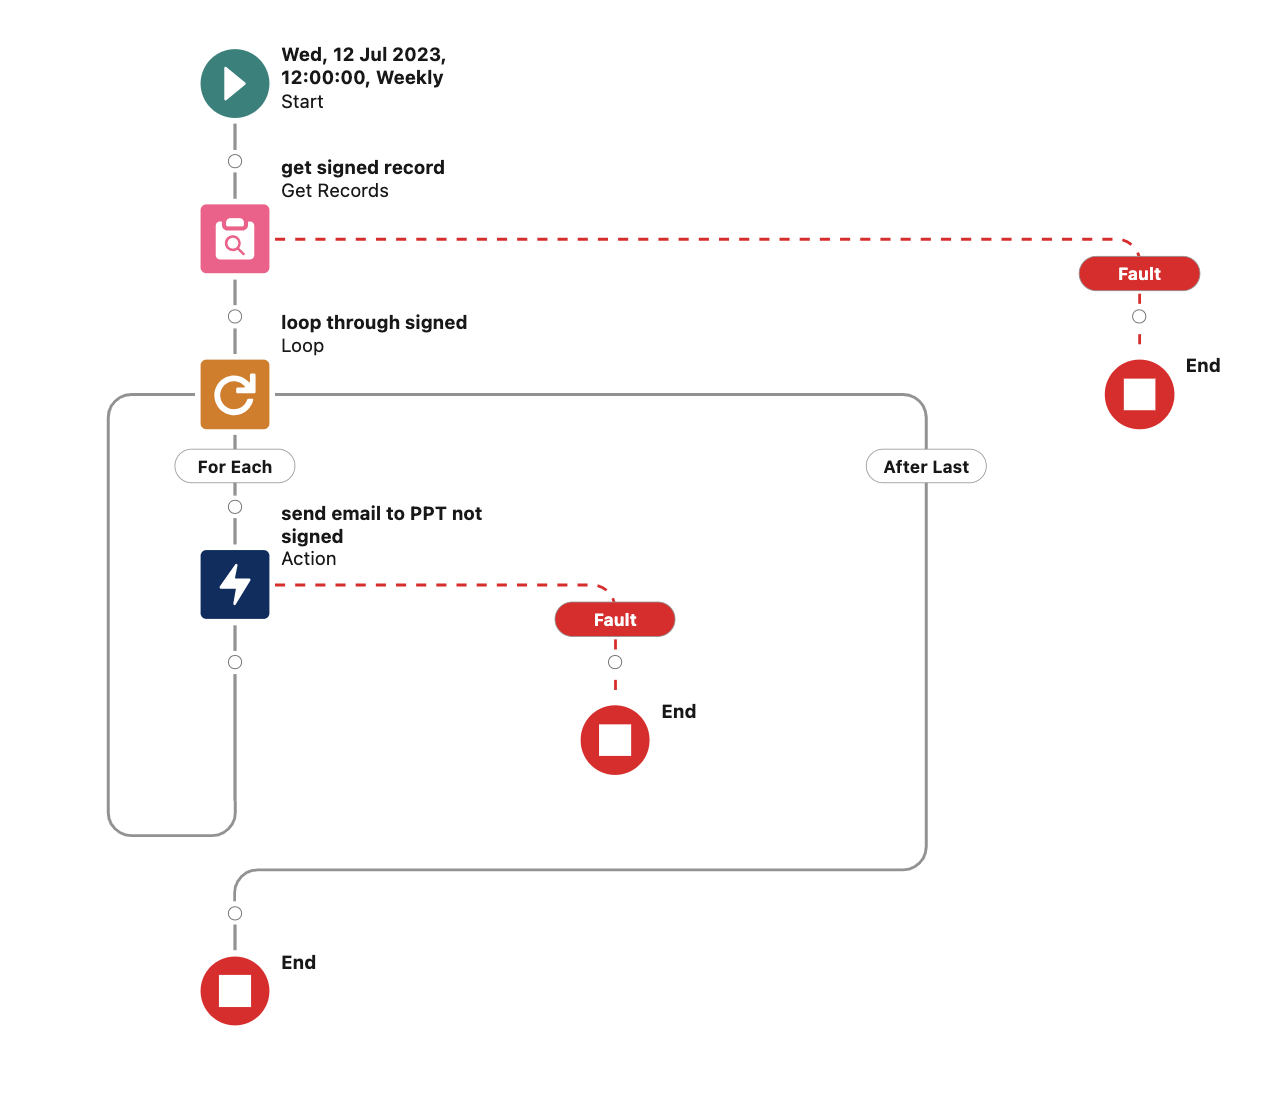 Wed, 12 Jul 2023,
12:00:00, Weekly
Start
get signed record
Get Records
Fault
End
loop through signed
Loop
For Each
After Last
send email to PPT not
signed
Action
Fault
End
End